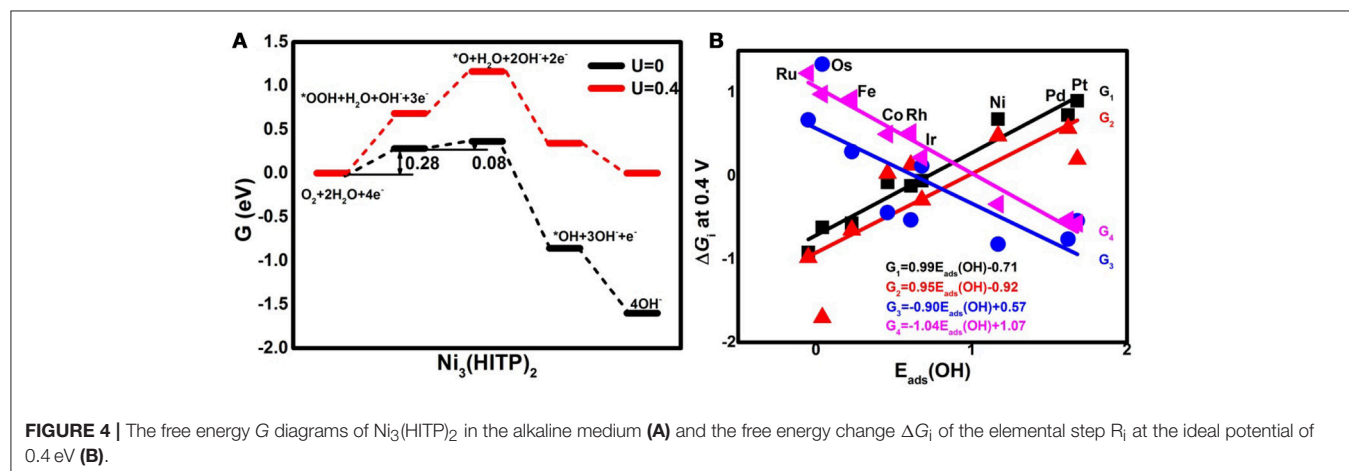 A
1.5
1.0
0.5
0.0
-0.5
-1.0
-1.5
-2.0
G (eV)
*O+H₂O+2OH⁻+2e⁻
U=0
U=0.4
*OOH+H₂O+OH⁻+3e⁻
0.28
0.08
O₂+2H₂O+4e⁻
*OH+3OH⁻+e⁻
4OH⁻
Ni₃(HITP)₂
B
1
0
-1
-2
ΔGᵢ at 0.4 V
Ru
Os
Fe
Co
Rh
Ir
Ni
Pd
Pt
G₁
G₂
G₄
G₃
G₁=0.99Eₐdₛ(OH)-0.71
G₂=0.95Eₐdₛ(OH)-0.92
G₃=-0.90Eₐdₛ(OH)+0.57
G₄=-1.04Eₐdₛ(OH)+1.07
0
1
2
Eₐdₛ(OH)
FIGURE 4 | The free energy G diagrams of Ni₃(HITP)₂ in the alkaline medium (A) and the free energy change ΔGᵢ of the elemental step Rᵢ at the ideal potential of
0.4 eV (B).